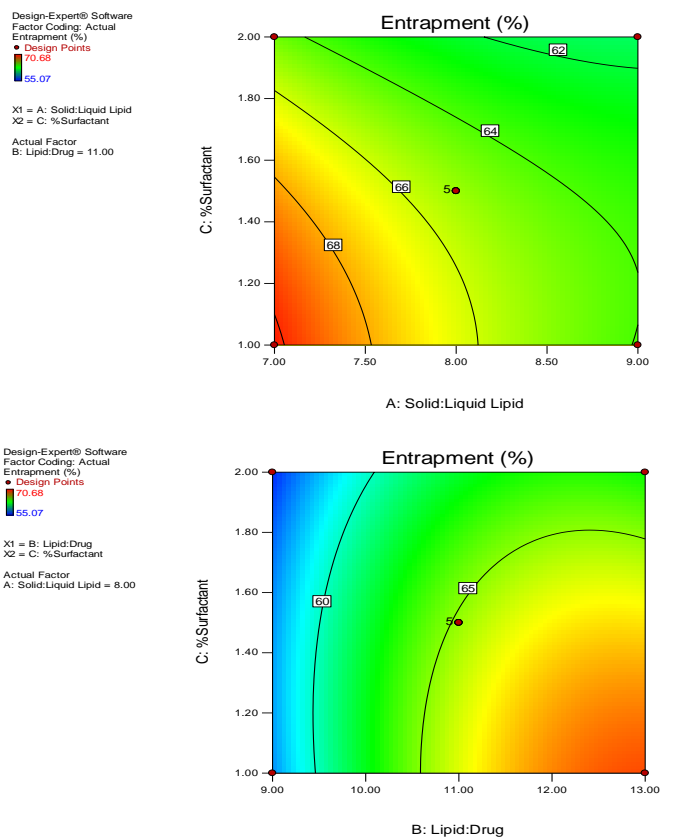 Design-Expert® Software
Factor Coding: Actual
Entrapment (%)
Design Points
70.68
55.07
X1 = A: Solid:Liquid Lipid
X2 = C: %Surfactant
Actual Factor
B: Lipid:Drug = 11.00
Entrapment (%)
C: %Surfactant
2.00
1.80
1.60
1.40
1.20
1.00
7.00 7.50 8.00 8.50 9.00
A: Solid:Liquid Lipid
62
64
66
68
5
Design-Expert® Software
Factor Coding: Actual
Entrapment (%)
Design Points
70.68
55.07
X1 = B: Lipid:Drug
X2 = C: %Surfactant
Actual Factor
A: Solid:Liquid Lipid = 8.00
Entrapment (%)
C: %Surfactant
2.00
1.80
1.60
1.40
1.20
1.00
9.00 10.00 11.00 12.00 13.00
B: Lipid:Drug
60
65
5